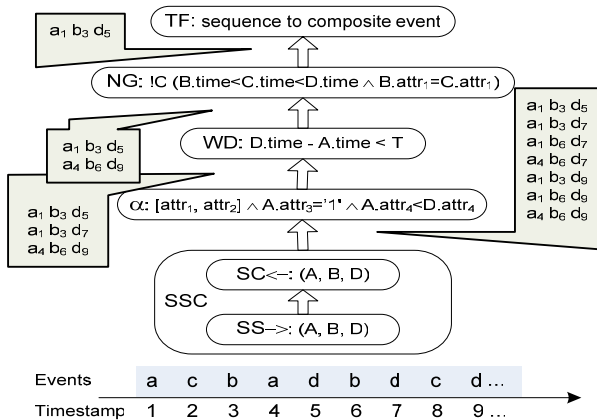 TF: sequence to composite event
a₁ b₃ d₅
NG: !C (B.time<C.time<D.time ∧ B.attr₁=C.attr₁)
a₁ b₃ d₅
a₄ b₆ d₉
WD: D.time - A.time < T
a₁ b₃ d₅
a₁ b₃ d₇
a₁ b₆ d₇
a₄ b₆ d₇
a₁ b₃ d₉
a₁ b₆ d₉
a₄ b₆ d₉
a₁ b₃ d₅
a₁ b₃ d₇
a₄ b₆ d₉
α: [attr₁, attr₂] ∧ A.attr₃='1' ∧ A.attr₄<D.attr₄
SSC
SC<−: (A, B, D)
SS−>: (A, B, D)
Events a c b a d b d c d ...
Timestamp 1 2 3 4 5 6 7 8 9 ...